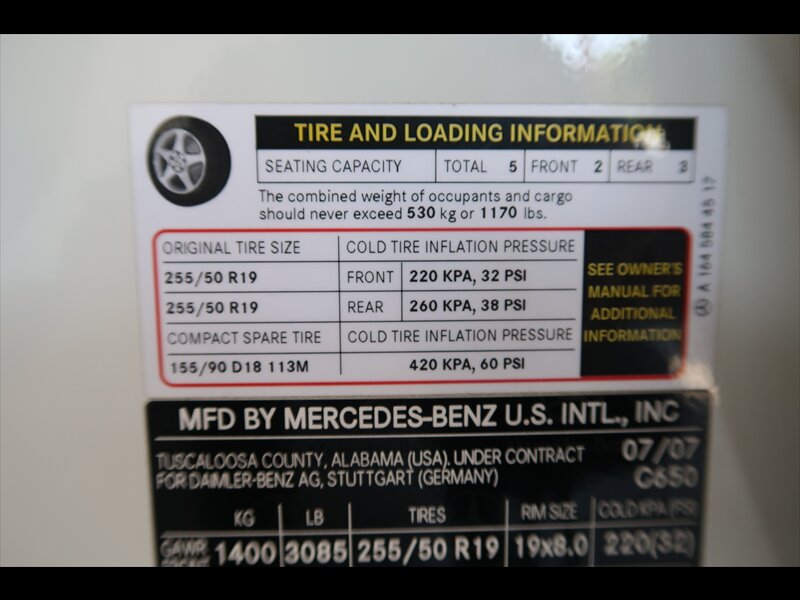 TIRE AND LOADING INFORMATION
SEATING CAPACITY TOTAL 5 FRONT 2 REAR 3
The combined weight of occupants and cargo
should never exceed 530 kg or 1170 lbs.
ORIGINAL TIRE SIZE COLD TIRE INFLATION PRESSURE
255/50 R19 FRONT 220 KPA, 32 PSI
255/50 R19 REAR 260 KPA, 38 PSI
COMPACT SPARE TIRE COLD TIRE INFLATION PRESSURE
155/90 D18 113M 420 KPA, 60 PSI
SEE OWNER'S
MANUAL FOR
ADDITIONAL
INFORMATION
A 164 584 45 17
MFD BY MERCEDES-BENZ U.S. INTL., INC
TUSCALOOSA COUNTY, ALABAMA (USA), UNDER CONTRACT 07/07
FOR DAIMLER-BENZ AG, STUTTGART (GERMANY) C650
KG LB TIRES RIM SIZE COLD KPA (PSI)
GAWR 1400 3085 255/50 R19 19x8.0 220(32)